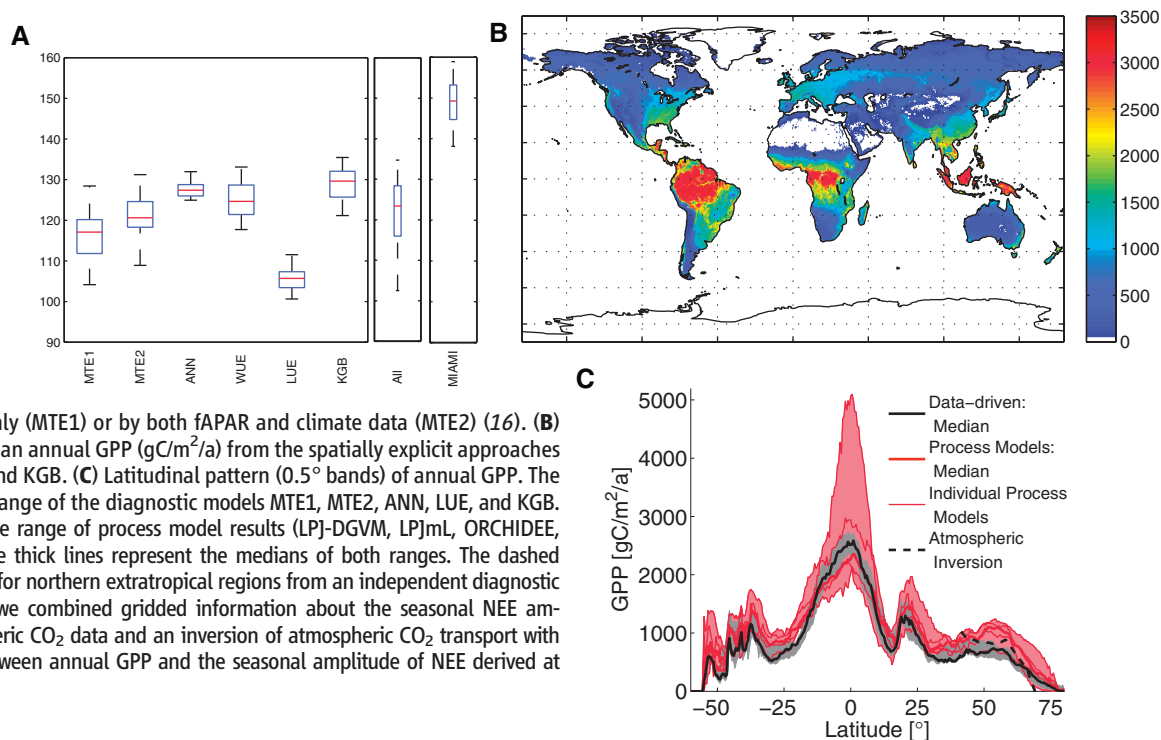 A
160
150
140
130
120
110
100
90
MTE1
MTE2
ANN
WUE
LUE
KGB
All
MIAMI
B
3500
3000
2500
2000
1500
1000
500
0
nly (MTE1) or by both fAPAR and climate data (MTE2) (16). (B)
an annual GPP (gC/m²/a) from the spatially explicit approaches
nd KGB. (C) Latitudinal pattern (0.5° bands) of annual GPP. The
ange of the diagnostic models MTE1, MTE2, ANN, LUE, and KGB.
e range of process model results (LPJ-DGVM, LPJmL, ORCHIDEE,
e thick lines represent the medians of both ranges. The dashed
for northern extratropical regions from an independent diagnostic
we combined gridded information about the seasonal NEE am-
eric CO₂ data and an inversion of atmospheric CO₂ transport with
tween annual GPP and the seasonal amplitude of NEE derived at
C
GPP [gC/m²/a]
5000
4000
3000
2000
1000
0
−50
−25
0
25
50
75
Latitude [°]
Data−driven:
Median
Process Models:
Median
Individual Process
Models
Atmospheric
Inversion